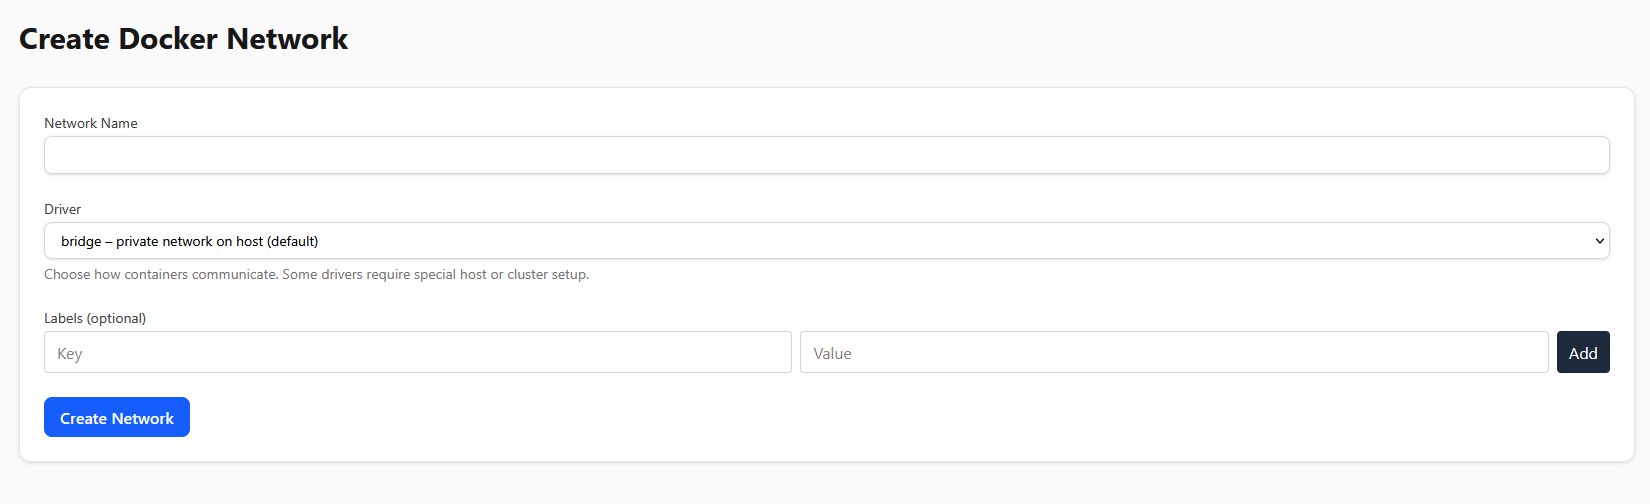 Create Docker Network
Network Name
Driver
bridge – private network on host (default)
Choose how containers communicate. Some drivers require special host or cluster setup.
Labels (optional)
Key
Value
Add
Create Network